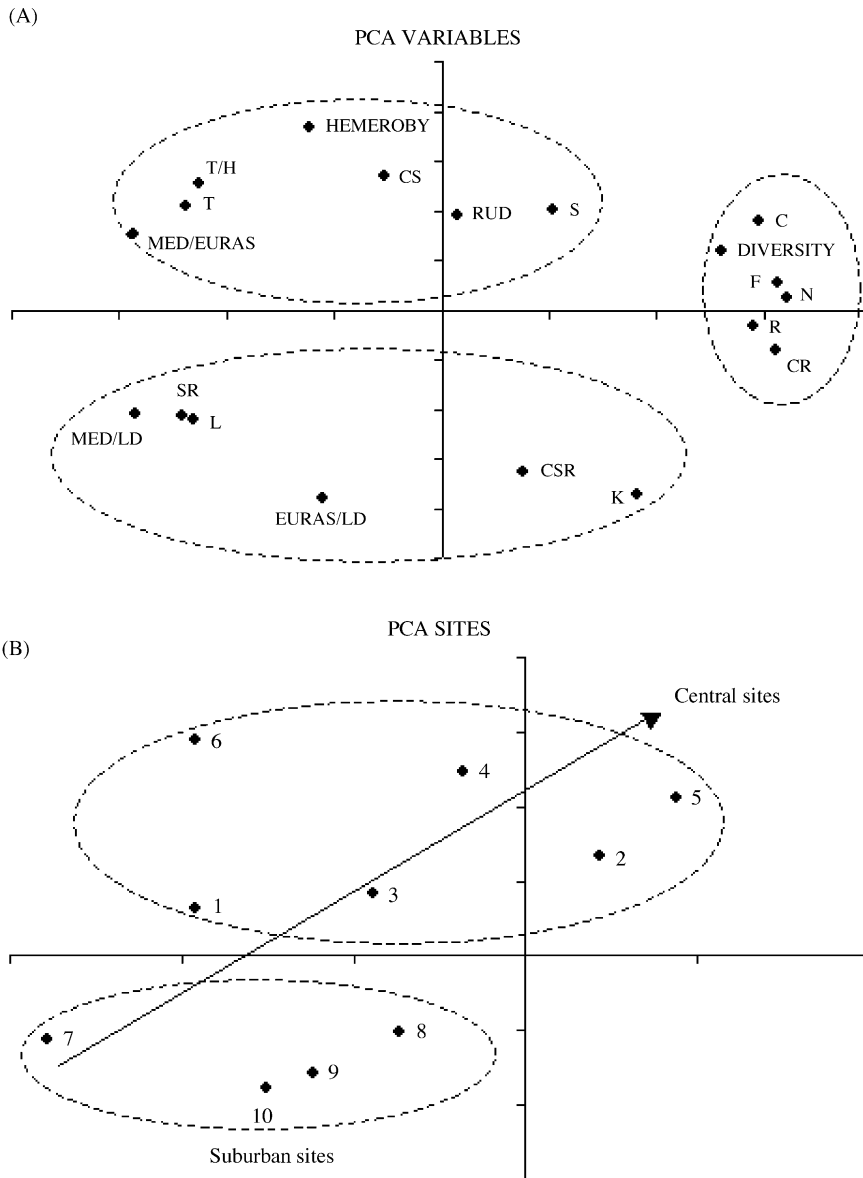 (A)
PCA VARIABLES
HEMEROBY
T/H
CS
T
RUD
S
C
MED/EURAS
DIVERSITY
F
N
R
CR
SR
L
MED/LD
CSR
K
EURAS/LD
PCA SITES
(B)
Central sites
6
4
5
2
3
1
7
8
9
10
Suburban sites